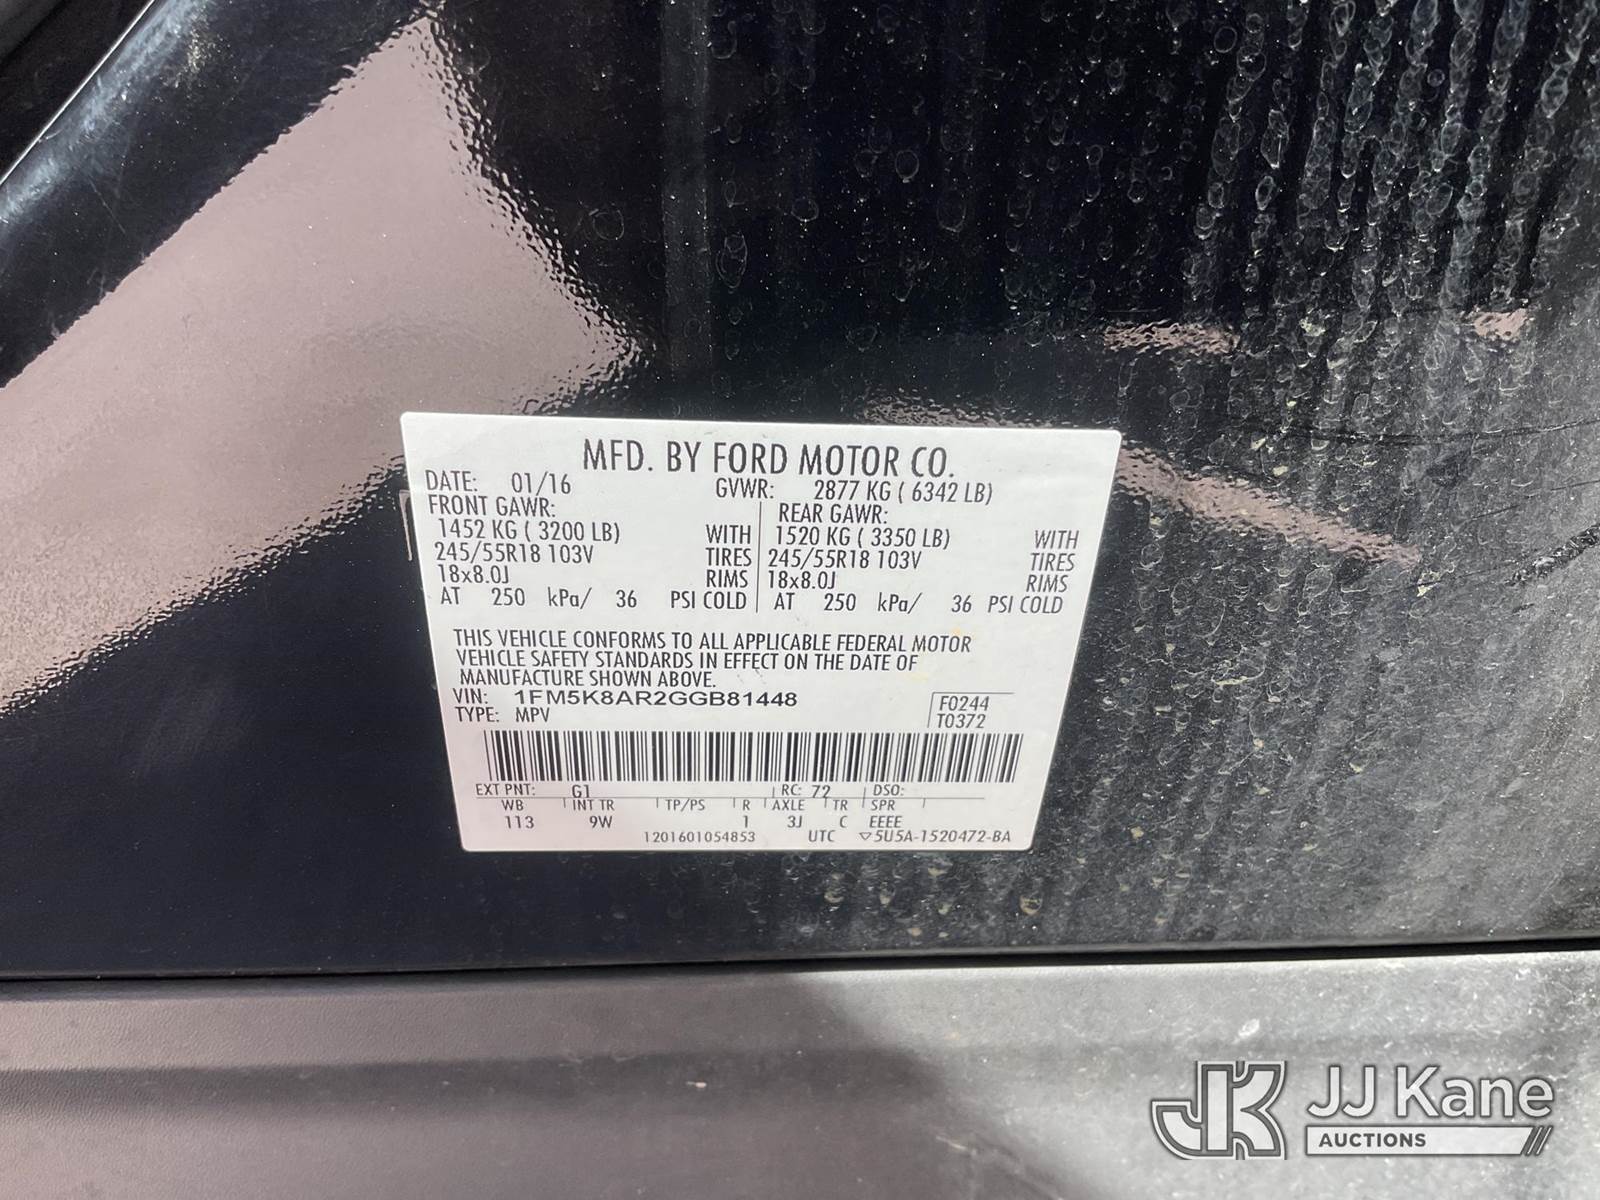 MFD. BY FORD MOTOR CO.
DATE: 01/16 GVWR: 2877 KG ( 6342 LB)
FRONT GAWR: REAR GAWR:
1452 KG ( 3200 LB) WITH 1520 KG ( 3350 LB) WITH
245/55R18 103V TIRES 245/55R18 103V TIRES
18x8.0J RIMS 18x8.0J RIMS
AT 250 kPa/ 36 PSI COLD AT 250 kPa/ 36 PSI COLD
THIS VEHICLE CONFORMS TO ALL APPLICABLE FEDERAL MOTOR
VEHICLE SAFETY STANDARDS IN EFFECT ON THE DATE OF
MANUFACTURE SHOWN ABOVE.
VIN: 1FM5K8AR2GGB81448 F0244
TYPE: MPV T0372
EXT PNT: G1 RC: 72 DSO:
WB INT TR TP/PS R AXLE TR SPR
113 9W 1 3J C EEEE
1201601054853 UTC ▽5U5A-1520472-BA
JK JJ Kane
AUCTIONS